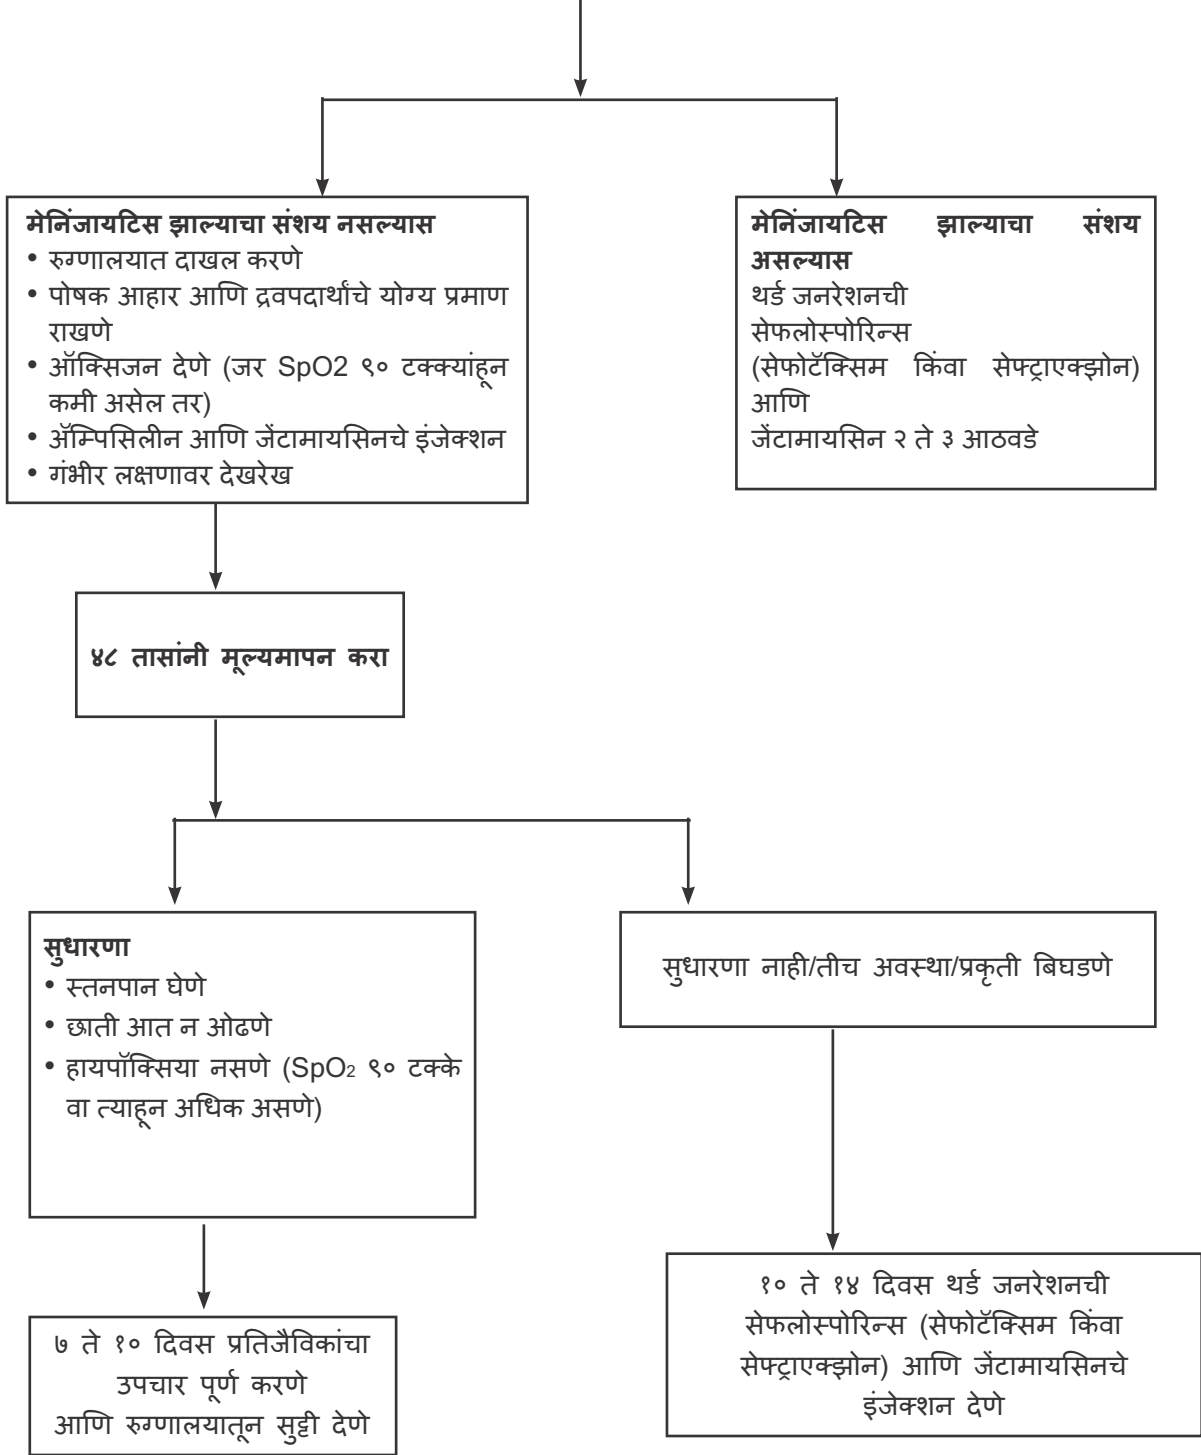 मेनिंजायटिस झाल्याचा संशय नसल्यास
• रुग्णालयात दाखल करणे
• पोषक आहार आणि द्रवपदार्थांचे योग्य प्रमाण
राखणे
• ऑक्सिजन देणे (जर SpO2 ९० टक्क्यांहून
कमी असेल तर)
• ॲम्पिसिलीन आणि जेंटामायसिनचे इंजेक्शन
• गंभीर लक्षणावर देखरेख
मेनिंजायटिस झाल्याचा संशय
असल्यास
थर्ड जनरेशनची
सेफलोस्पोरिन्स
(सेफोटॅक्सिम किंवा सेफ्ट्राएक्झोन)
आणि
जेंटामायसिन २ ते ३ आठवडे
४८ तासांनी मूल्यमापन करा
सुधारणा
• स्तनपान घेणे
• छाती आत न ओढणे
• हायपॉक्सिया नसणे (SpO₂ ९० टक्के
वा त्याहून अधिक असणे)
सुधारणा नाही/तीच अवस्था/प्रकृती बिघडणे
७ ते १० दिवस प्रतिजैविकांचा
उपचार पूर्ण करणे
आणि रुग्णालयातून सुट्टी देणे
१० ते १४ दिवस थर्ड जनरेशनची
सेफलोस्पोरिन्स (सेफोटॅक्सिम किंवा
सेफ्ट्राएक्झोन) आणि जेंटामायसिनचे
इंजेक्शन देणे